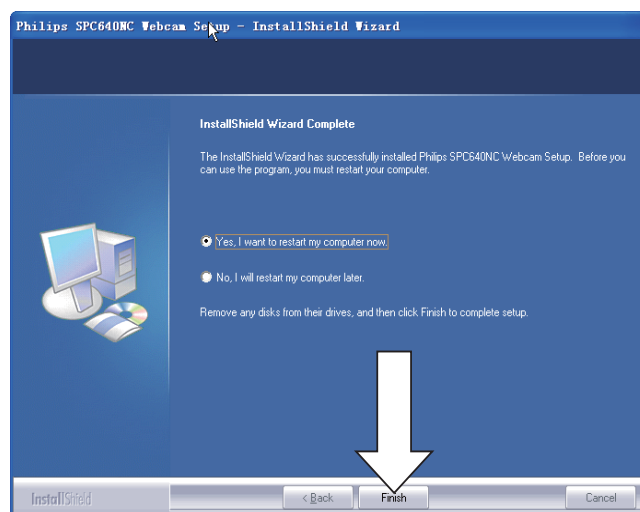 Philips SPC640NC Webcam Setup - InstallShield Wizard
InstallShield Wizard Complete
The InstallShield Wizard has successfully installed Philips SPC640NC Webcam Setup. Before you
can use the program, you must restart your computer.
Yes, I want to restart my computer now.
No, I will restart my computer later.
Remove any disks from their drives, and then click Finish to complete setup.
InstallShield
< Back
Finish
Cancel